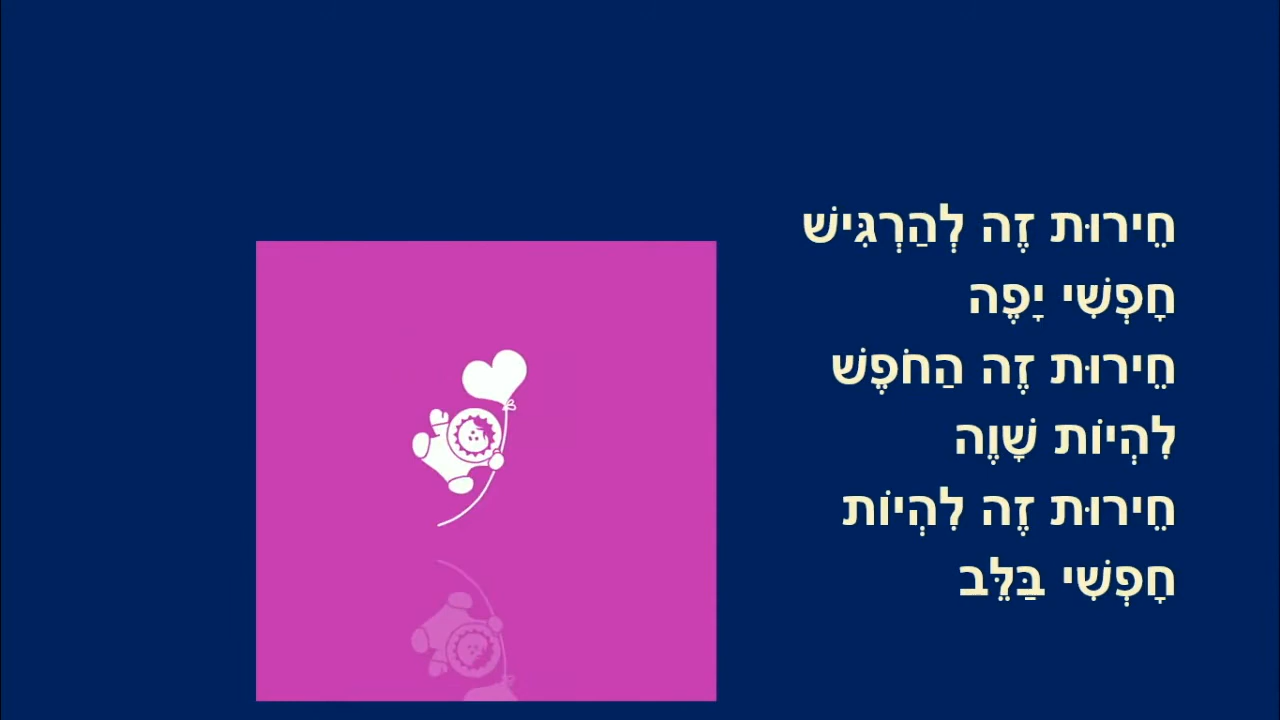 חֵירוּת זֶה לְהַרְגִּישׁ
חָפְשִׁי יָפֶה
חֵירוּת זֶה הַחֹפֶשׁ
לִהְיוֹת שָׁוֶה
חֵירוּת זֶה לִהְיוֹת
חָפְשִׁי בַּלֵּב